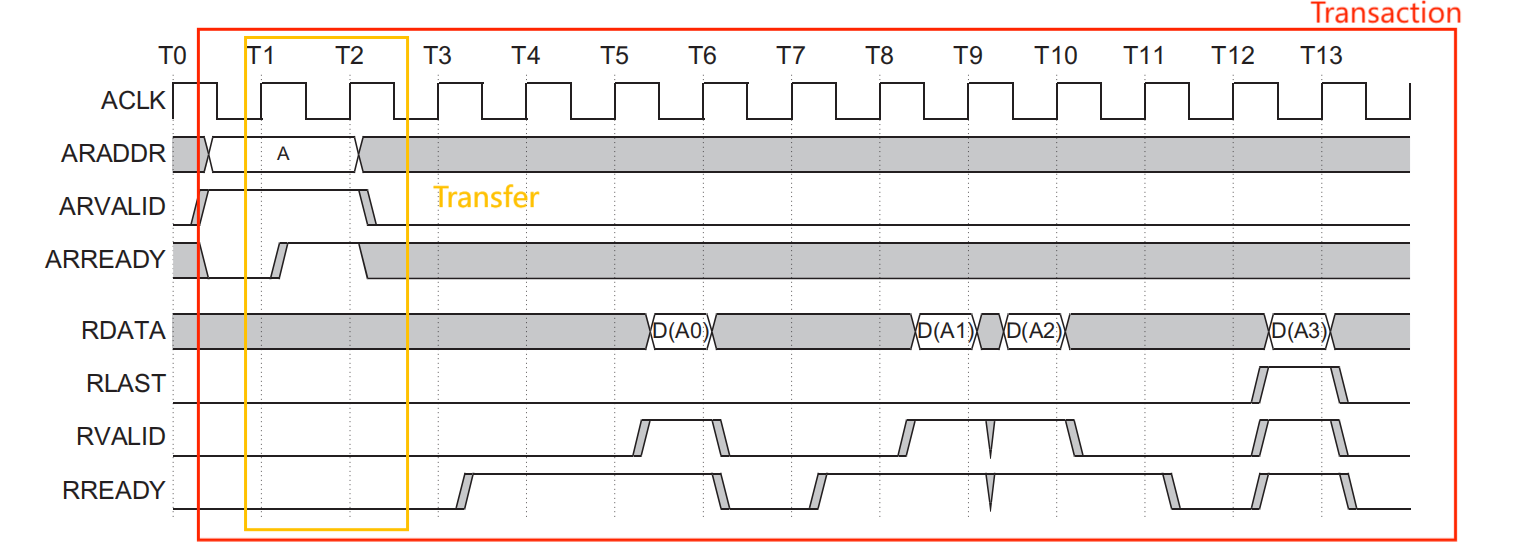 Transaction
T0 T1 T2 T3 T4 T5 T6 T7 T8 T9 T10 T11 T12 T13
ACLK
ARADDR A
ARVALID Transfer
ARREADY
RDATA D(A0) D(A1) D(A2) D(A3)
RLAST
RVALID
RREADY